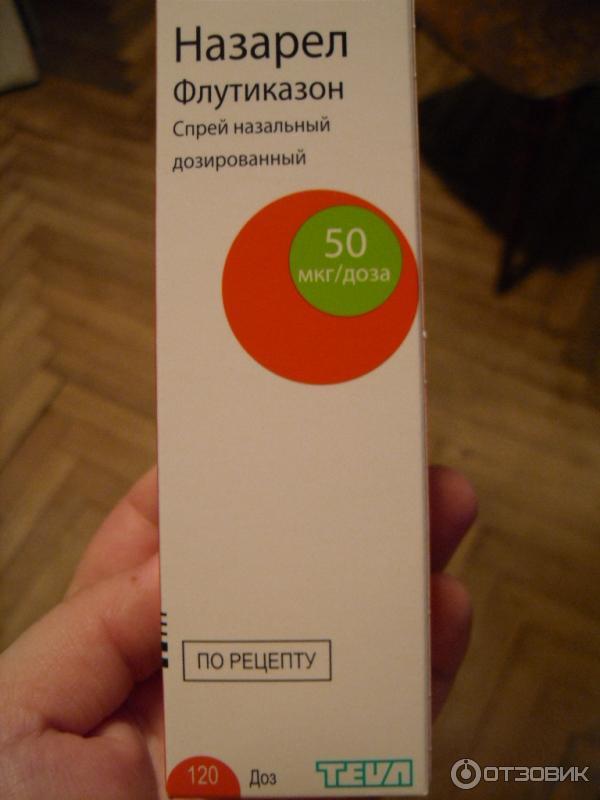 Назарел
Флутиказон
Спрей назальный
дозированный
50
мкг/доза
ПО РЕЦЕПТУ
120 Доз TEVA
ОТЗОВИК